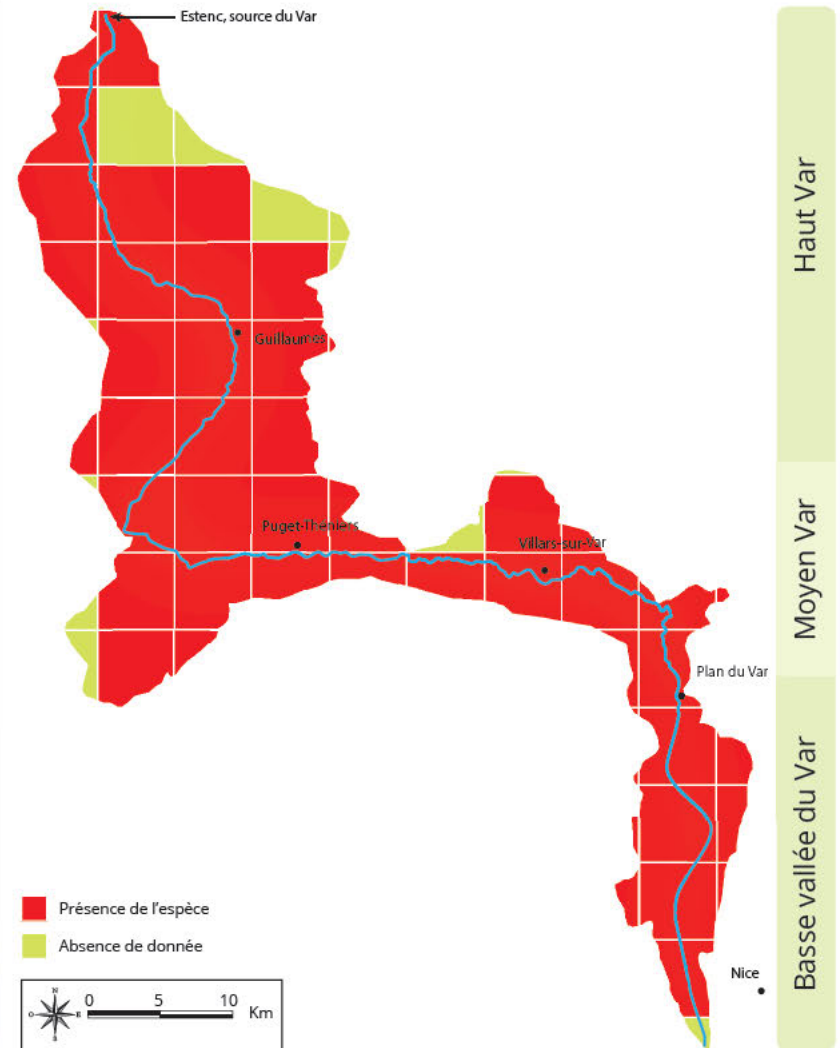 Estenc, source du Var
Haut Var
Guillaumes
Puget-Théniers
Villars-sur-Var
Moyen Var
Plan du Var
Basse vallée du Var
Présence de l'espèce
Absence de donnée
Nice
N
O
E
S
0 5 10 Km